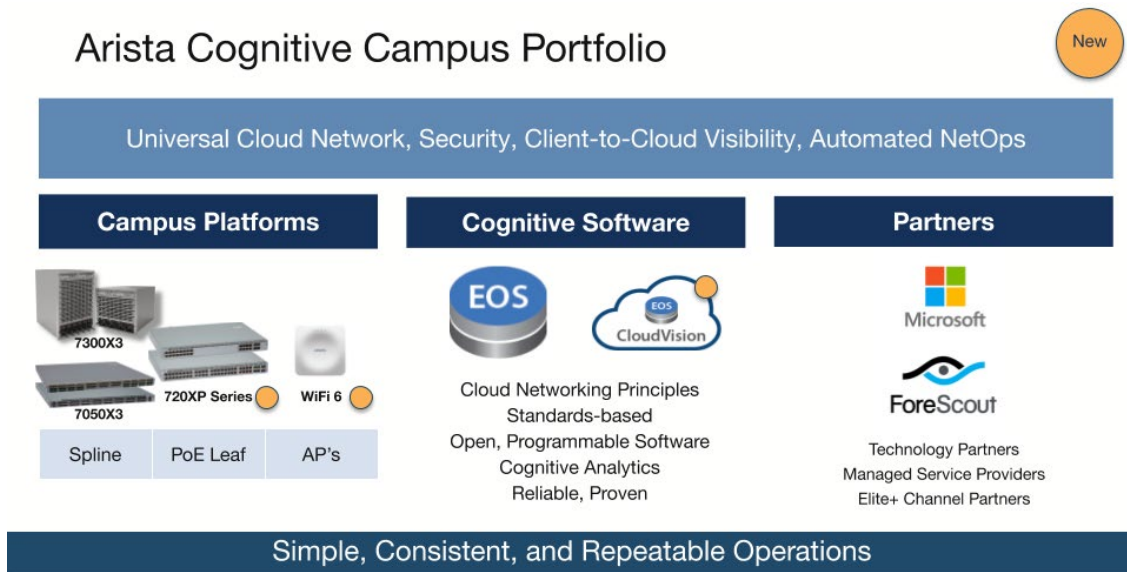 Arista Cognitive Campus Portfolio
New
Universal Cloud Network, Security, Client-to-Cloud Visibility, Automated NetOps
Campus Platforms
7300X3
7050X3
720XP Series
WiFi 6
Spline
PoE Leaf
AP's
Cognitive Software
EOS
EOS
CloudVision
Cloud Networking Principles
Standards-based
Open, Programmable Software
Cognitive Analytics
Reliable, Proven
Partners
Microsoft
ForeScout
Technology Partners
Managed Service Providers
Elite+ Channel Partners
Simple, Consistent, and Repeatable Operations